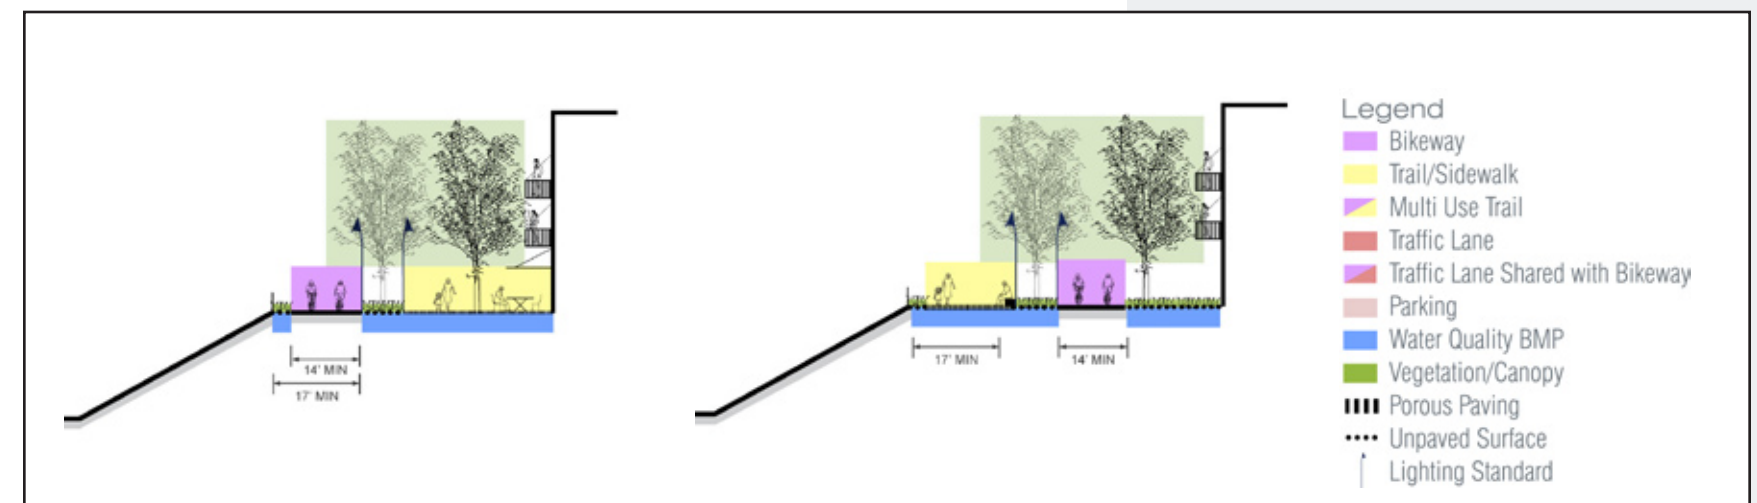 14' MIN
17' MIN
17' MIN
14' MIN
Legend
Bikeway
Trail/Sidewalk
Multi Use Trail
Traffic Lane
Traffic Lane Shared with Bikeway
Parking
Water Quality BMP
Vegetation/Canopy
Porous Paving
Unpaved Surface
Lighting Standard